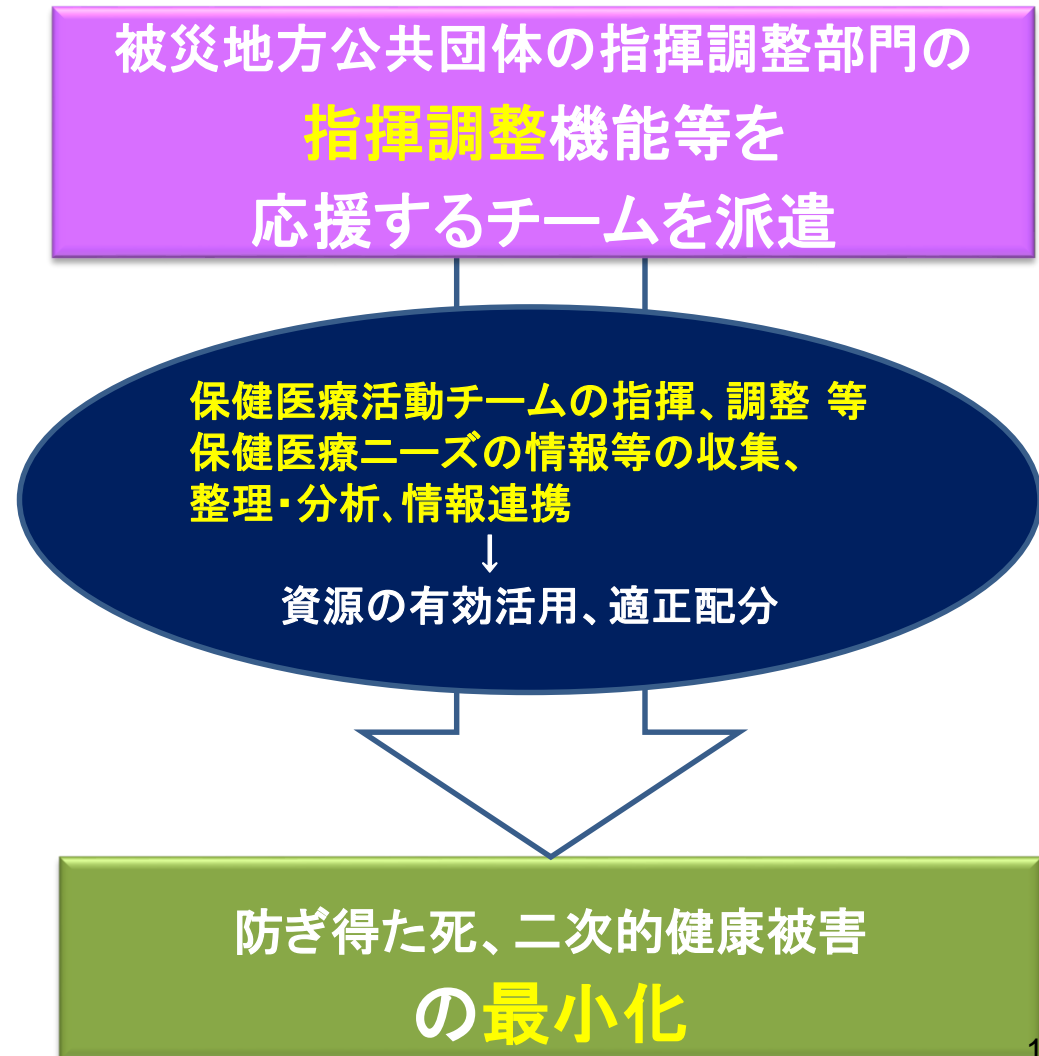 被災地方公共団体の指揮調整部門の
指揮調整機能等を
応援するチームを派遣
保健医療活動チームの指揮、調整 等
保健医療ニーズの情報等の収集、
整理・分析、情報連携
↓
資源の有効活用、適正配分
防ぎ得た死、二次的健康被害
の最小化
1